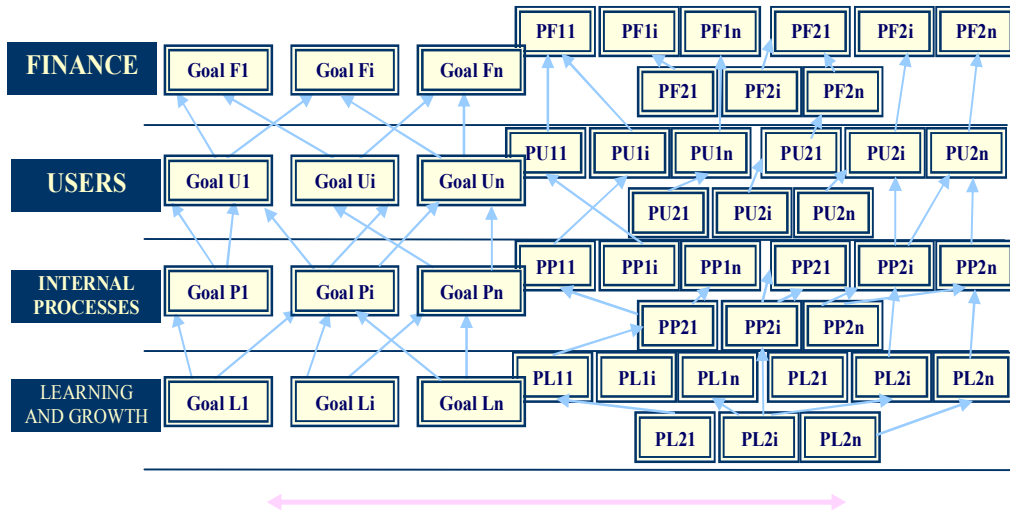 PF11 PF1i PF1n PF21 PF2i PF2n
FINANCE Goal F1 Goal Fi Goal Fn
PF21 PF2i PF2n
PU11 PU1i PU1n PU21 PU2i PU2n
USERS Goal U1 Goal Ui Goal Un
PU21 PU2i PU2n
PP11 PP1i PP1n PP21 PP2i PP2n
INTERNAL
PROCESSES Goal P1 Goal Pi Goal Pn
PP21 PP2i PP2n
PL11 PL1i PL1n PL21 PL2i PL2n
LEARNING
AND GROWTH Goal L1 Goal Li Goal Ln
PL21 PL2i PL2n